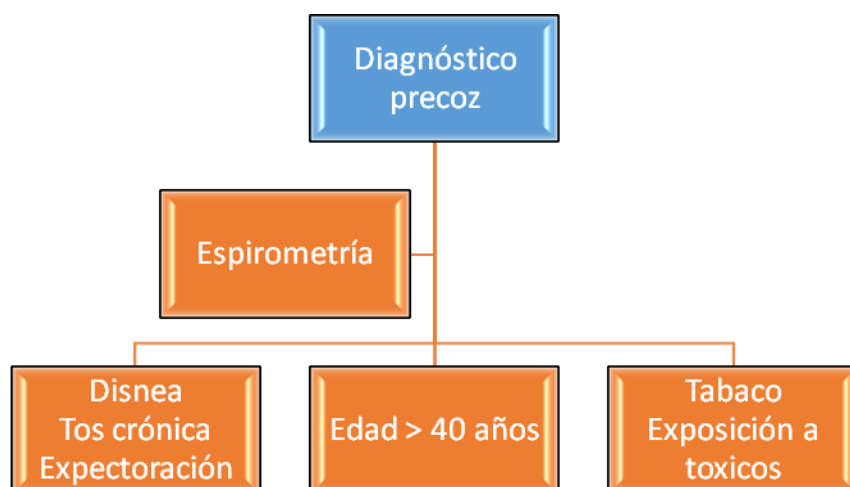 Diagnóstico
precoz
Espirometría
Disnea
Tos crónica
Expectoración
Edad > 40 años
Tabaco
Exposición a
toxicos